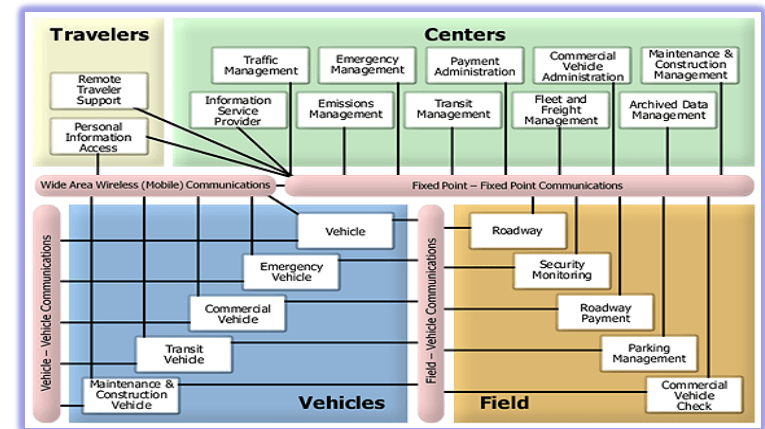 Travelers
Remote
Traveler
Support
Personal
Information
Access
Centers
Traffic
Management
Emergency
Management
Payment
Administration
Commercial
Vehicle
Administration
Maintenance &
Construction Management
Information
Service
Provider
Emissions
Management
Transit
Management
Fleet and
Freight
Management
Archived Data
Management
Wide Area Wireless (Mobile) Communications
Fixed Point – Fixed Point Communications
Vehicle – Vehicle Communications
Vehicle
Emergency
Vehicle
Commercial
Vehicle
Transit
Vehicle
Maintenance &
Construction
Vehicle
Vehicles
Field – Vehicle Communications
Roadway
Security
Monitoring
Roadway
Payment
Parking
Management
Commercial
Vehicle
Check
Field